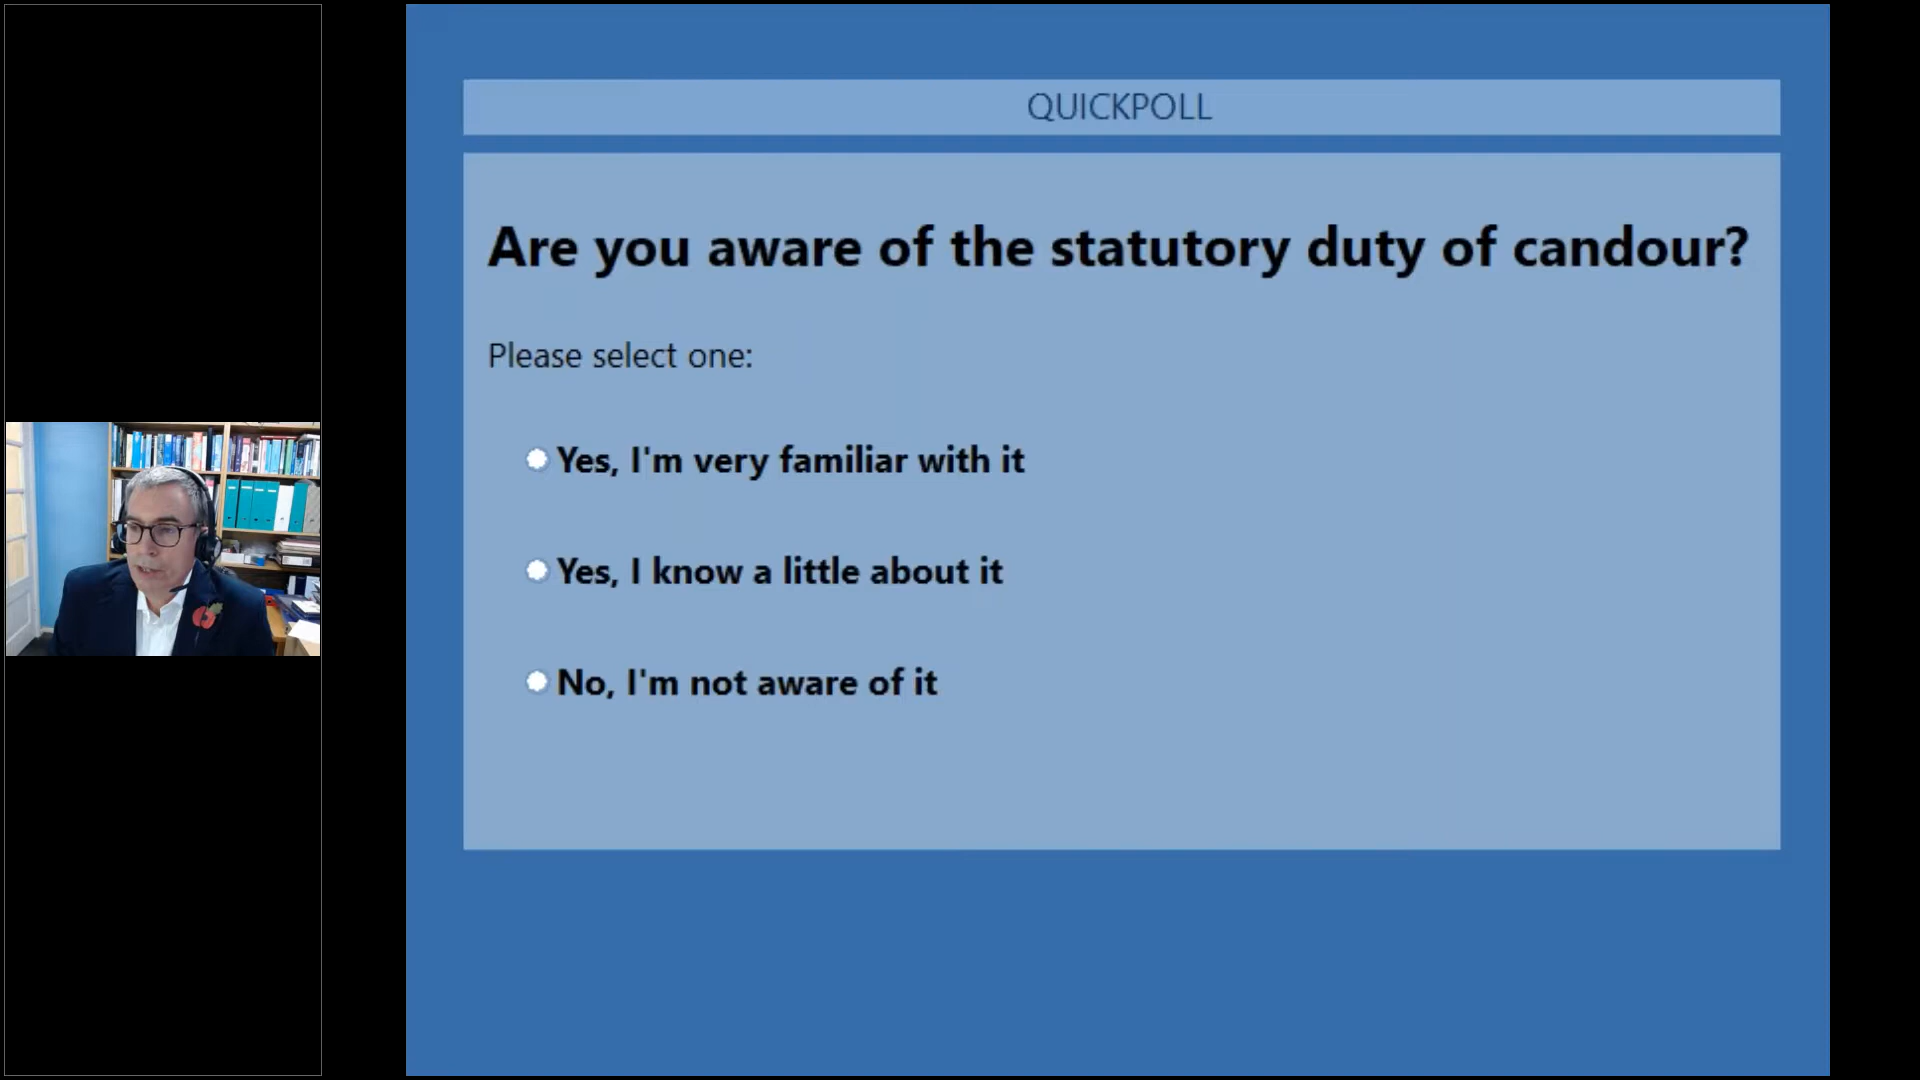 QUICKPOLL
Are you aware of the statutory duty of candour?
Please select one:
Yes, I'm very familiar with it
Yes, I know a little about it
No, I'm not aware of it